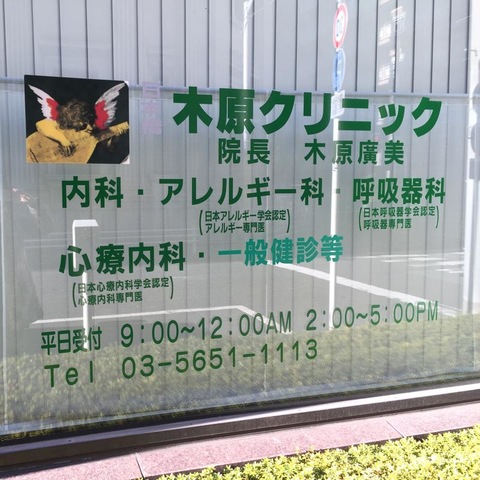 木原クリニック
院長 木原廣美
内科・アレルギー科・呼吸器科
(日本アレルギー学会認定 アレルギー専門医)
(日本呼吸器学会認定 呼吸器専門医)
心療内科・一般健診等
(日本心療内科学会認定 心療内科専門医)
平日受付 9:00~12:00AM 2:00~5:00PM
Tel 03-5651-1113